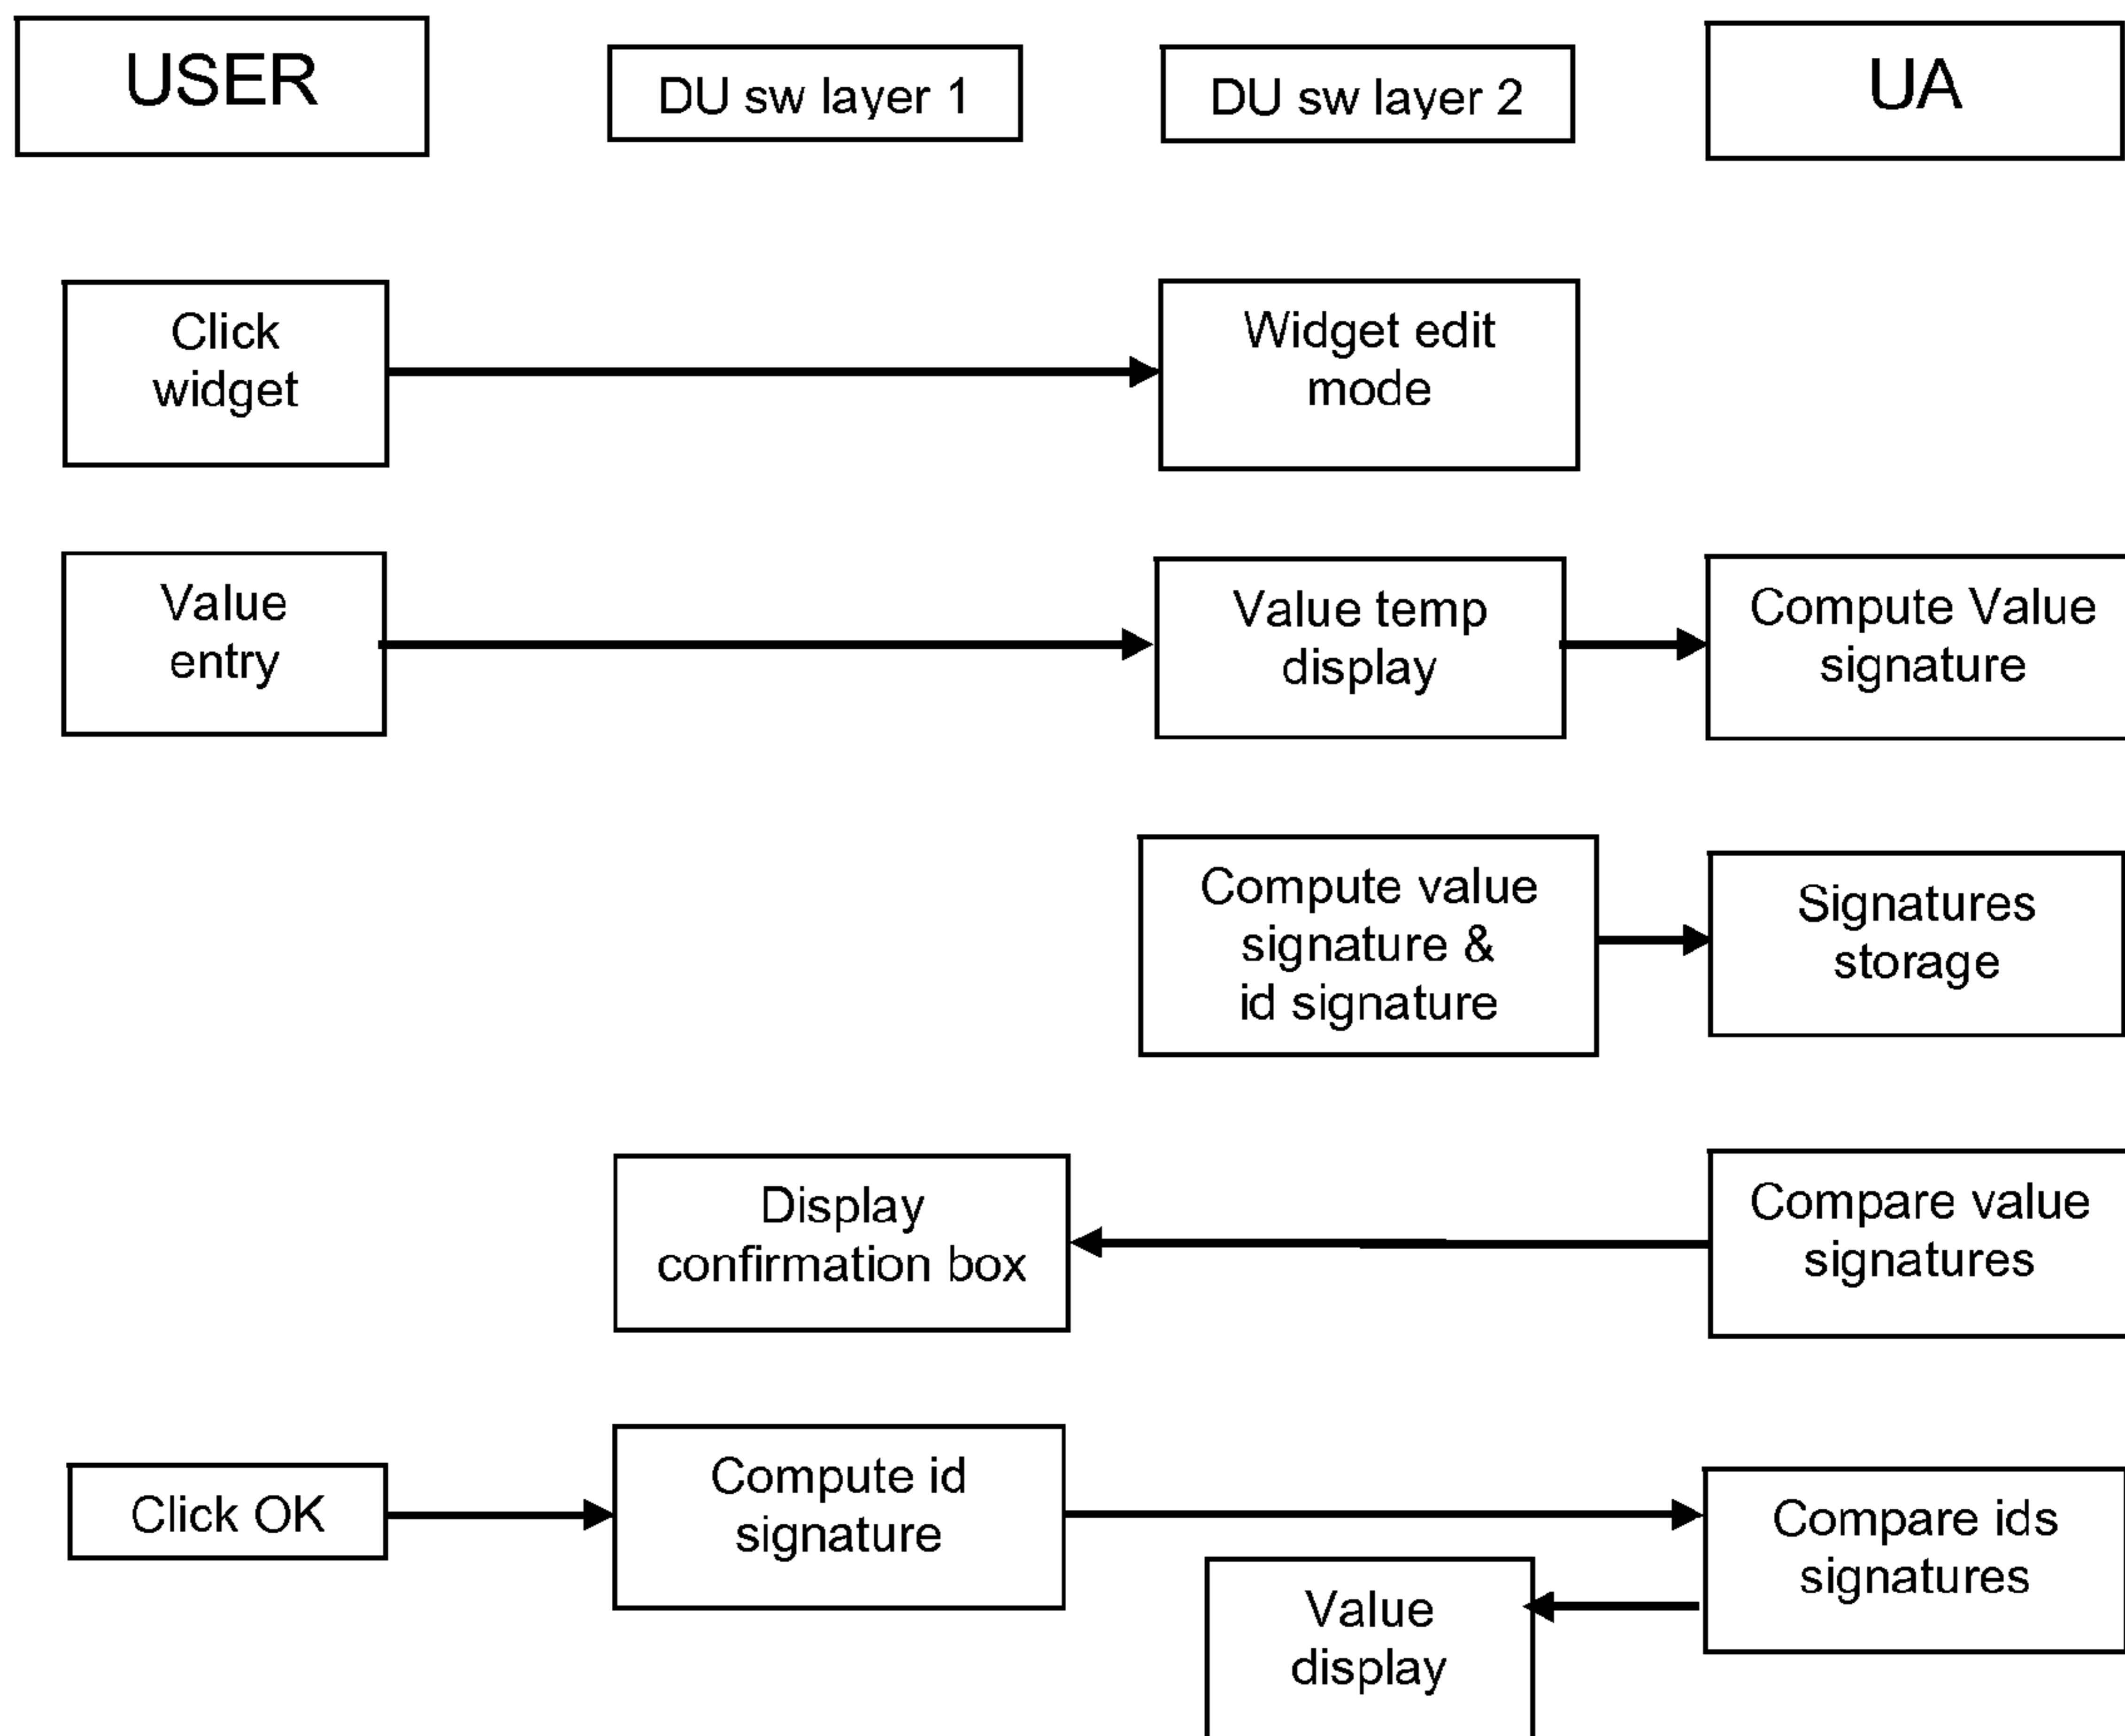 USER
DU sw layer 1
DU sw layer 2
UA
Click
widget
Widget edit
mode
Value
entry
Value temp
display
Compute Value
signature
Compute value
signature &
id signature
Signatures
storage
Display
confirmation box
Compare value
signatures
Click OK
Compute id
signature
Compare ids
signatures
Value
display